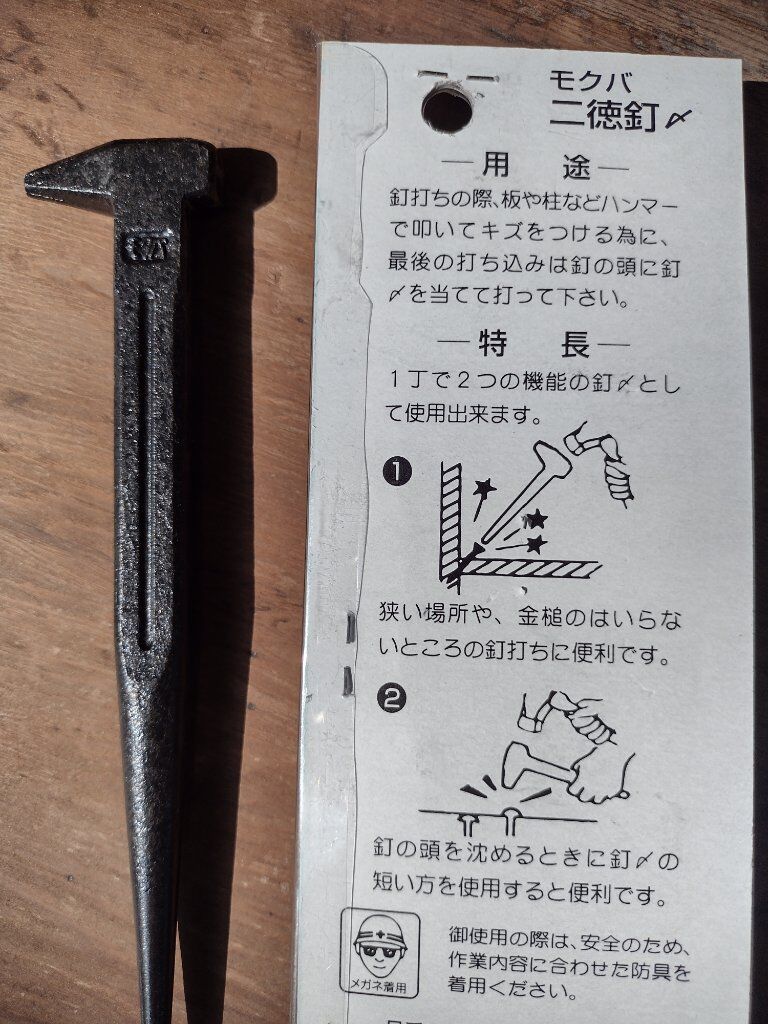 モクバ
二徳釘〆
用 途
釘打ちの際、板や柱などハンマー
で叩いてキズをつける為に、
最後の打ち込みは釘の頭に釘
〆を当てて打って下さい。
特 長
1丁で2つの機能の釘〆とし
て使用出来ます。
1
狭い場所や、金槌のはいらな
いところの釘打ちに便利です。
2
釘の頭を沈めるときに釘〆の
短い方を使用すると便利です。
メガネ着用
御使用の際は、安全のため、
作業内容に合わせた防具を
着用ください。